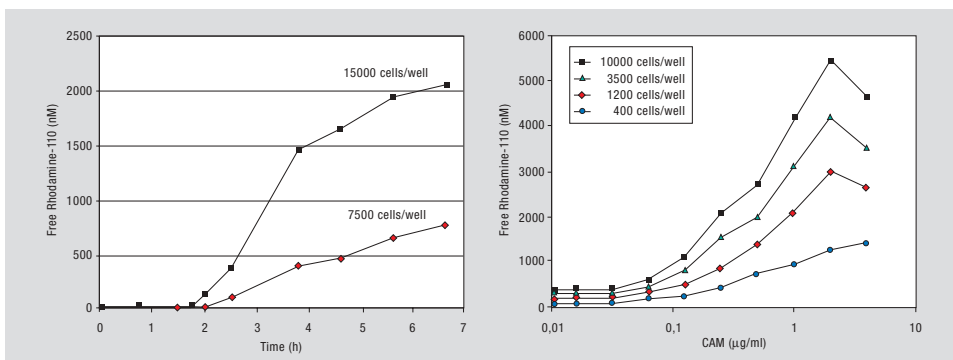 2500
2000
1500
1000
500
0
Free Rhodamine-110 (nM)
15000 cells/well
7500 cells/well
0 1 2 3 4 5 6 7
Time (h)
6000
5000
4000
3000
2000
1000
0
Free Rhodamine-110 (nM)
10000 cells/well
3500 cells/well
1200 cells/well
400 cells/well
0,01 0,1 1 10
CAM (µg/ml)